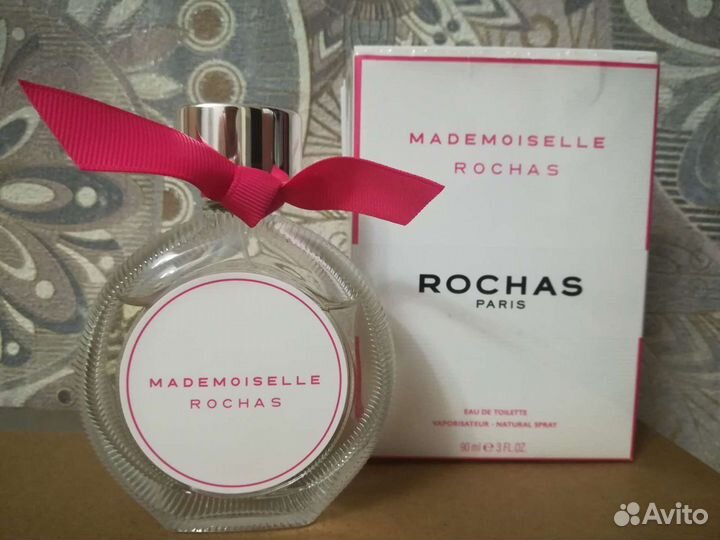 MADEMOISELLE
ROCHAS
MADEMOISELLE
ROCHAS
ROCHAS
PARIS
EAU DE TOILETTE
VAPORISATEUR - NATURAL SPRAY
90 ml ℮ 3 FL.OZ.
Avito